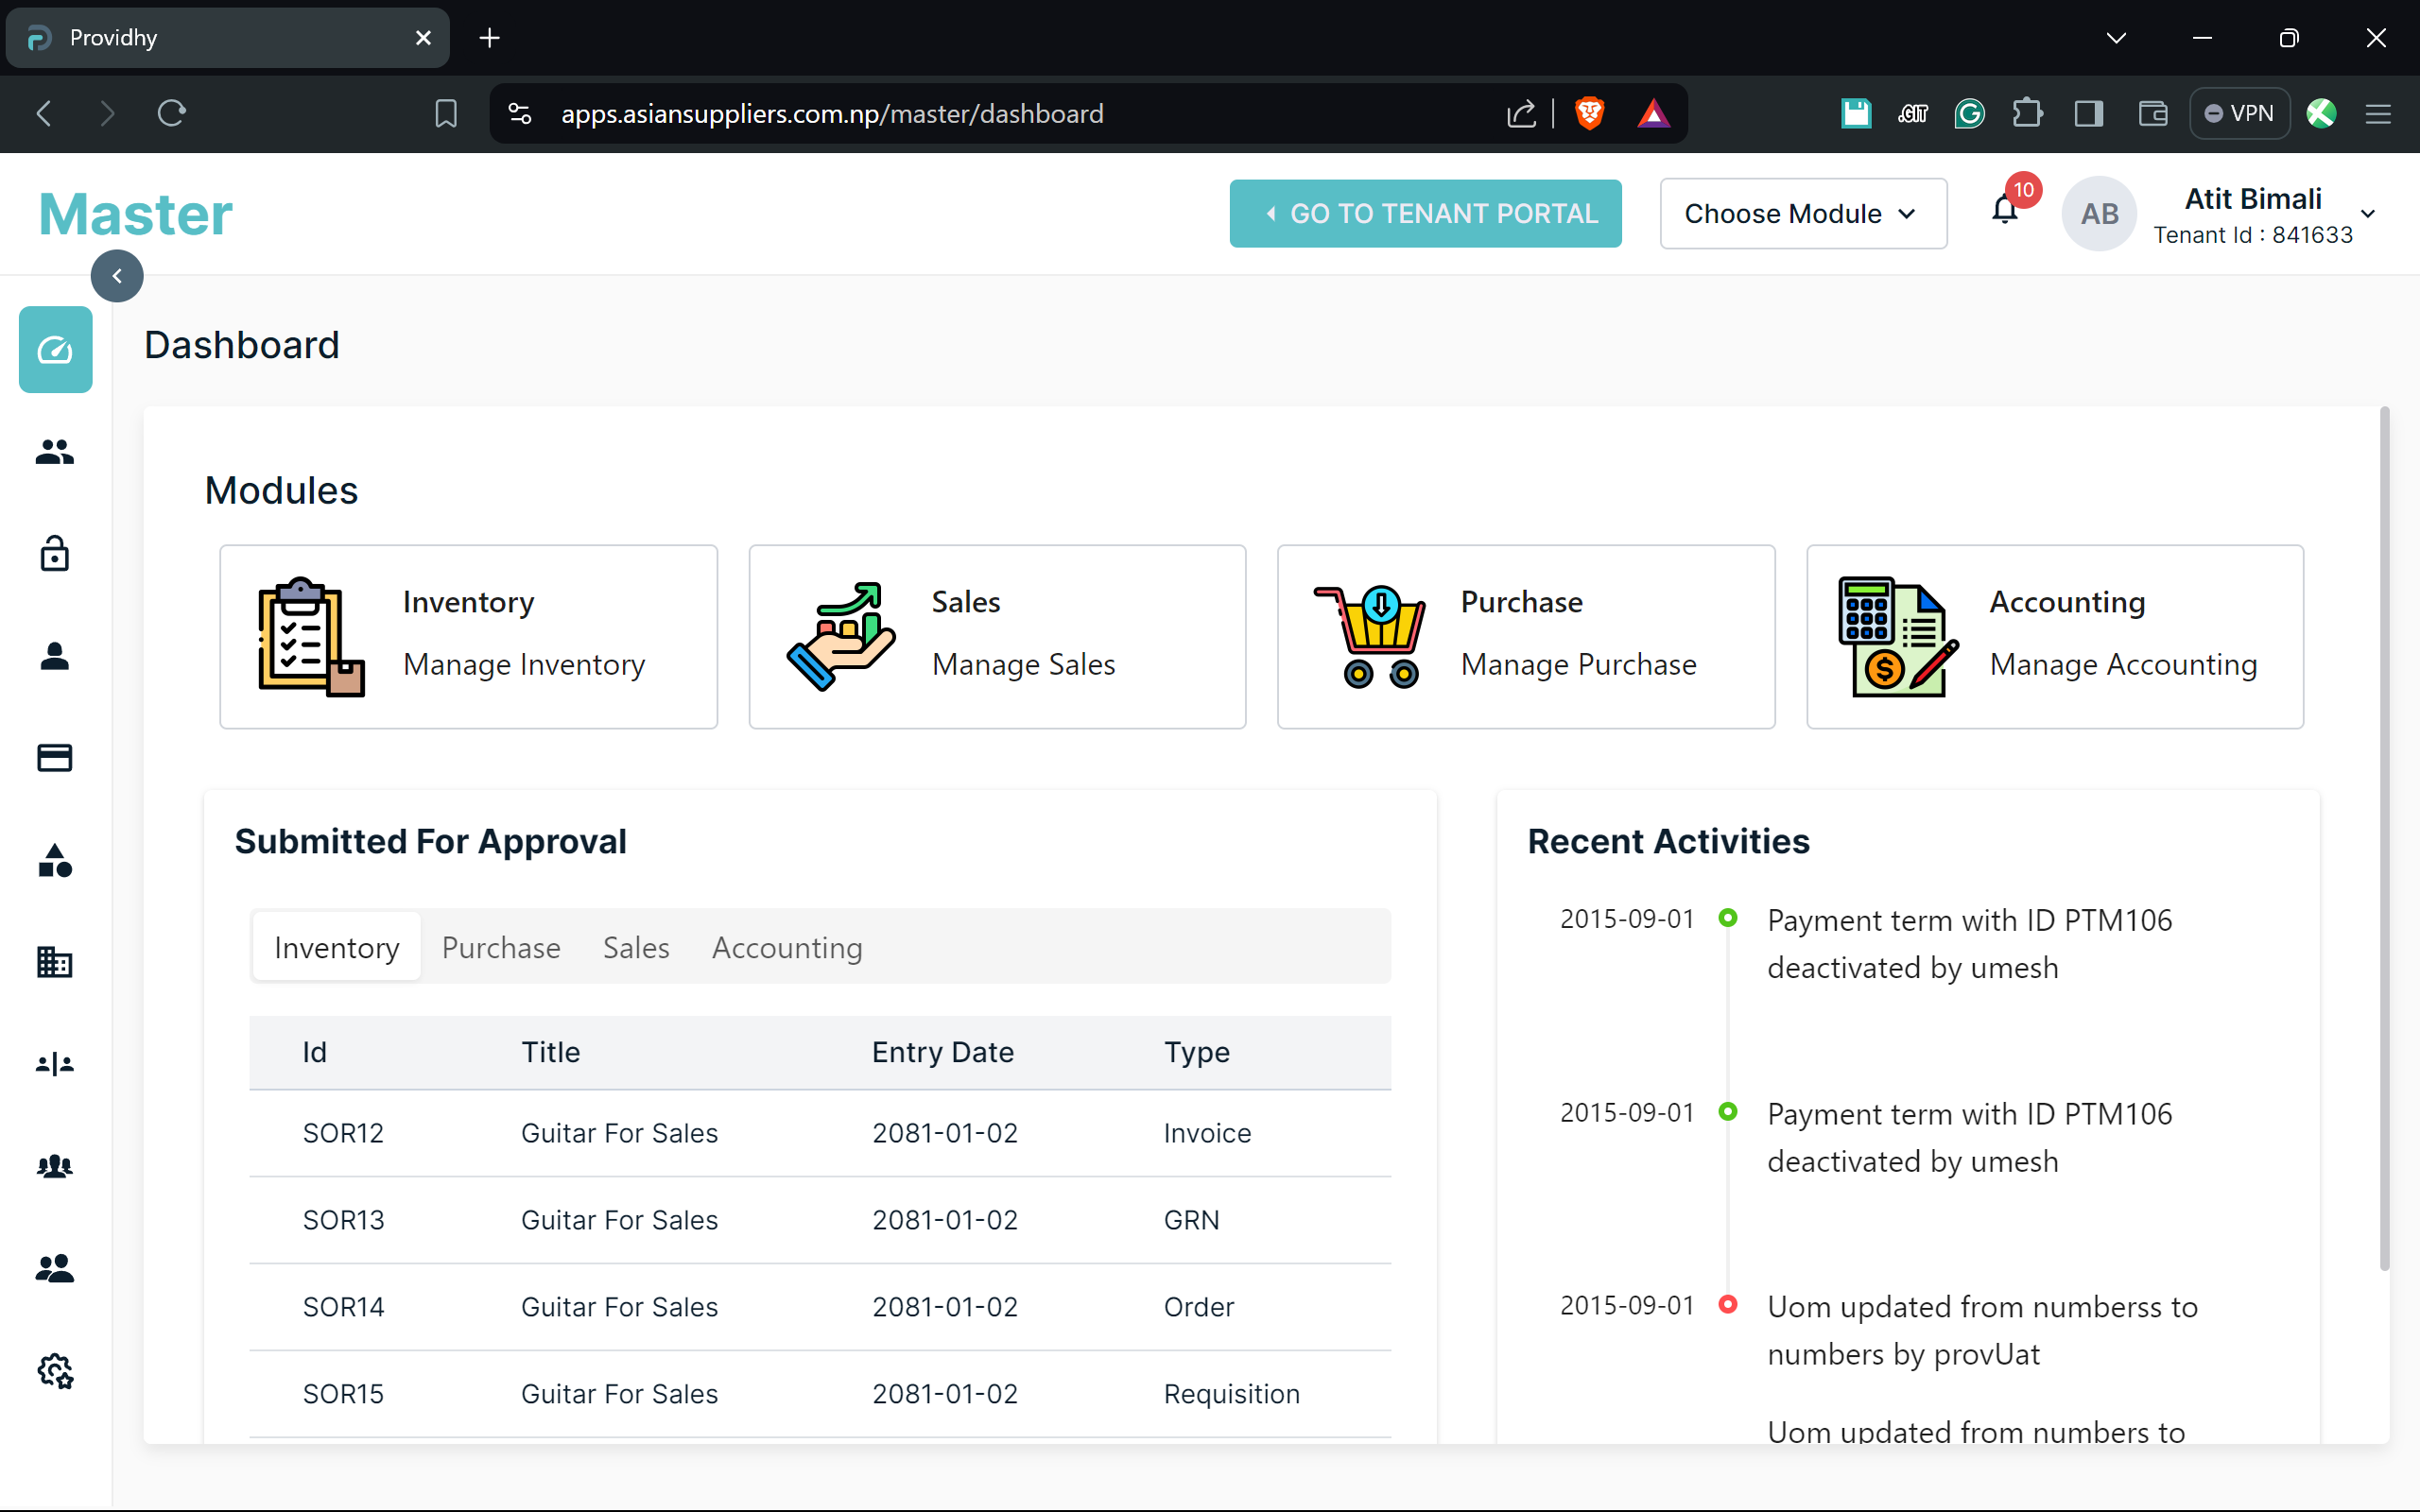 Providhy
apps.asiansuppliers.com.np/master/dashboard
.GIT
VPN
Master
GO TO TENANT PORTAL
Choose Module
10
AB
Atit Bimali
Tenant Id : 841633
Dashboard
Modules
Inventory
Manage Inventory
Sales
Manage Sales
Purchase
Manage Purchase
Accounting
Manage Accounting
Submitted For Approval
Inventory Purchase Sales Accounting
Id Title Entry Date Type
SOR12 Guitar For Sales 2081-01-02 Invoice
SOR13 Guitar For Sales 2081-01-02 GRN
SOR14 Guitar For Sales 2081-01-02 Order
SOR15 Guitar For Sales 2081-01-02 Requisition
Recent Activities
2015-09-01 Payment term with ID PTM106
deactivated by umesh
2015-09-01 Payment term with ID PTM106
deactivated by umesh
2015-09-01 Uom updated from numberss to
numbers by provUat
Uom updated from numbers to